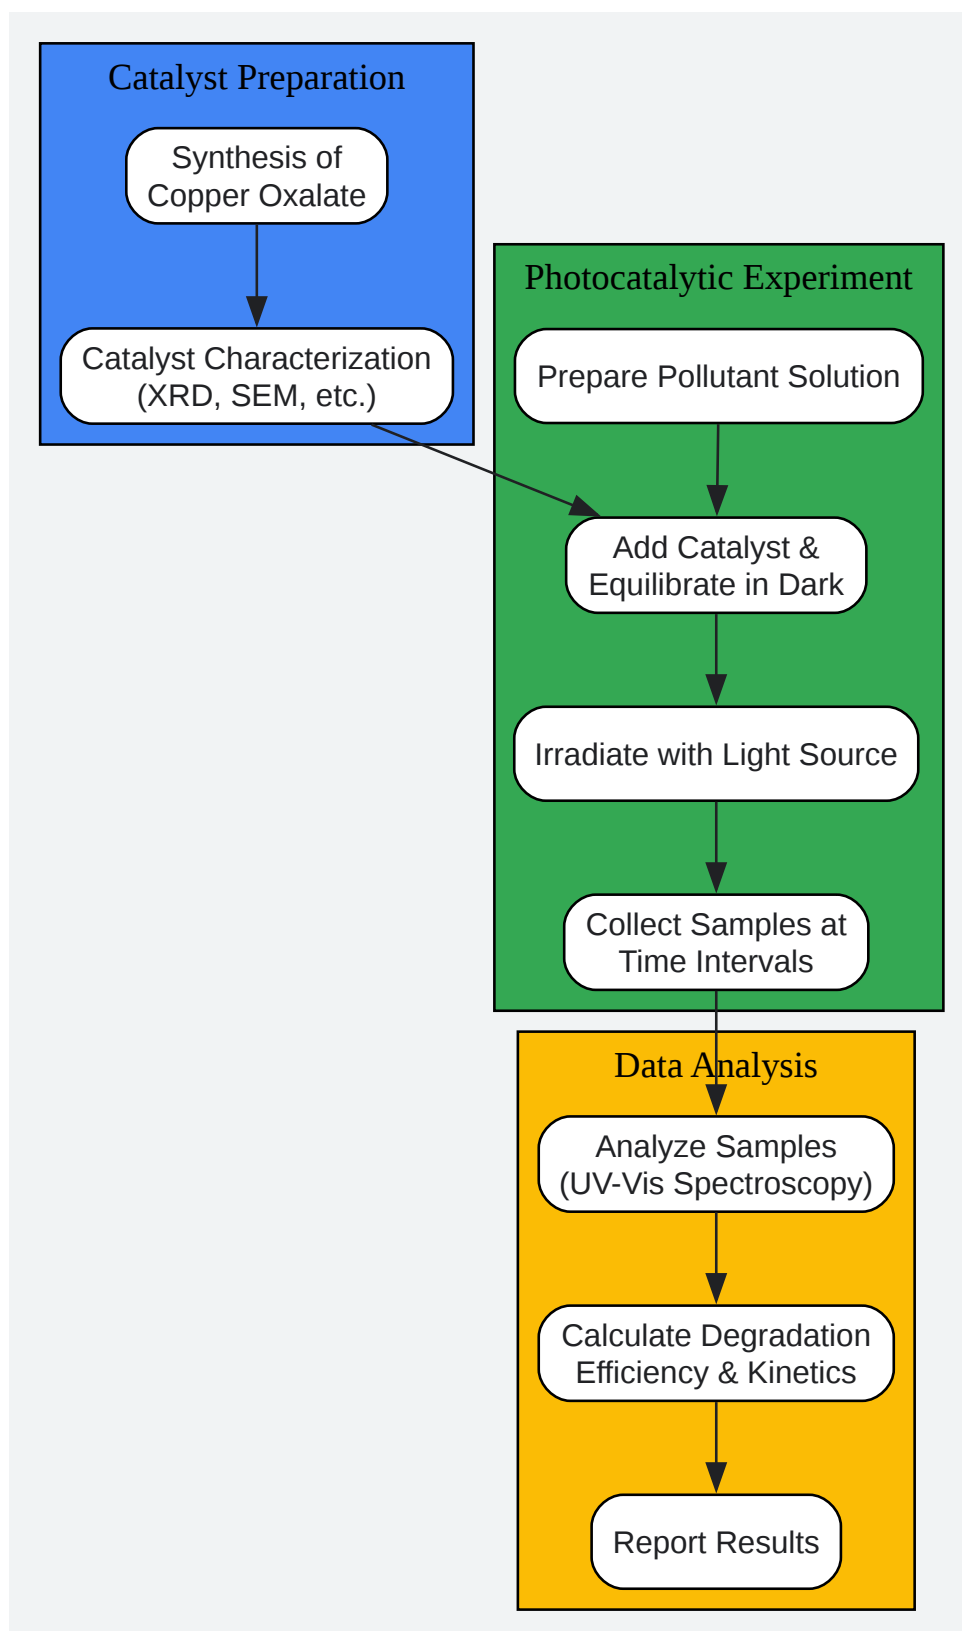 Catalyst Preparation
Synthesis of
Copper Oxalate
Catalyst Characterization
(XRD, SEM, etc.)
Photocatalytic Experiment
Prepare Pollutant Solution
Add Catalyst &
Equilibrate in Dark
Irradiate with Light Source
Collect Samples at
Time Intervals
Data Analysis
Analyze Samples
(UV-Vis Spectroscopy)
Calculate Degradation
Efficiency & Kinetics
Report Results